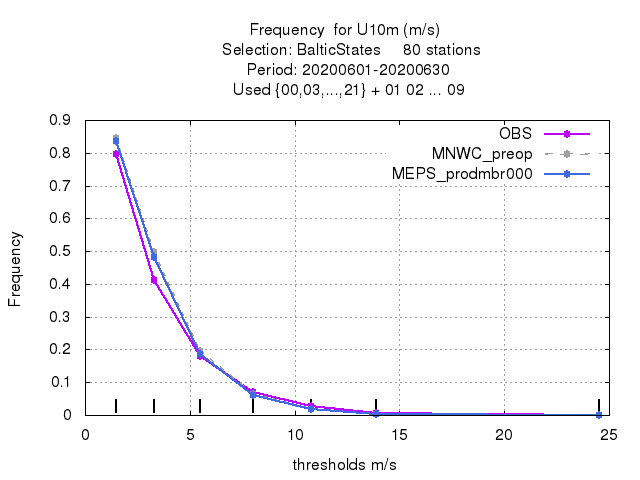 Frequency  for U10m (m/s)
Selection: BalticStates     80 stations
Period: 20200601-20200630
Used {00,03,...,21} + 01 02 ... 09
OBS
MNWC_preop
MEPS_prodmbr000
0.9
0.8
0.7
0.6
0.5
0.4
0.3
0.2
0.1
0
Frequency
0 5 10 15 20 25
thresholds m/s